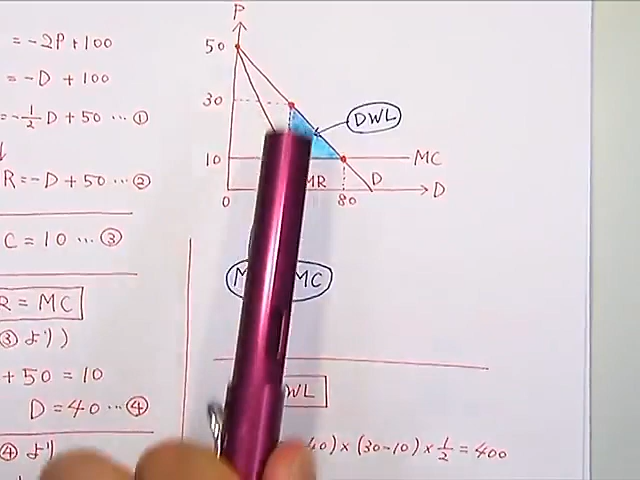 = -2P + 100
= -D + 100
= -1/2 D + 50 … ①
R = -D + 50 … ②
C = 10 … ③
R = MC
③ より)
+ 50 = 10
D = 40 … ④
④ より
P
50
30
10
0
DWL
MC
MR
80
D
D
M
MC
WL
40) × (30 - 10) × 1/2 = 400